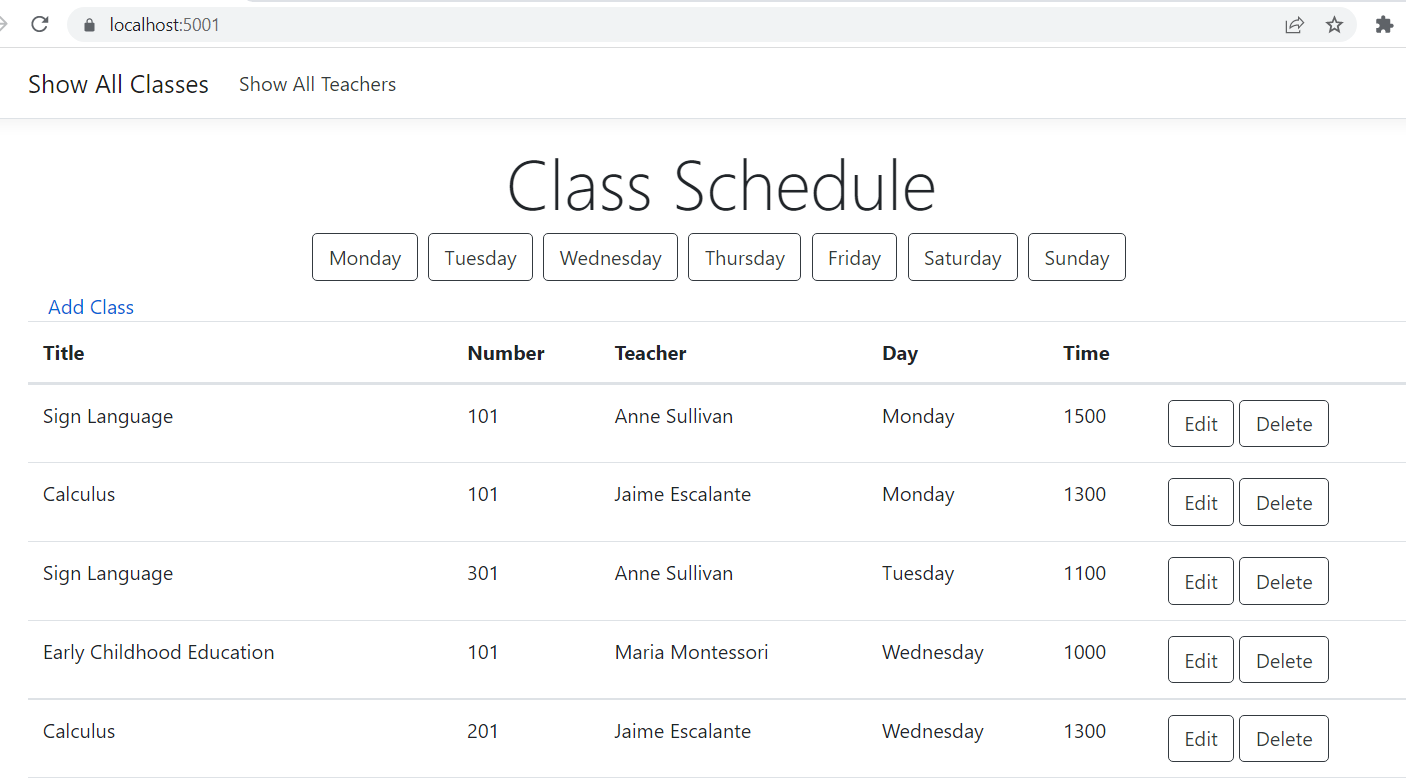 localhost:5001
Show All Classes Show All Teachers
Class Schedule
Monday Tuesday Wednesday Thursday Friday Saturday Sunday
Add Class
Title Number Teacher Day Time
Sign Language 101 Anne Sullivan Monday 1500 Edit Delete
Calculus 101 Jaime Escalante Monday 1300 Edit Delete
Sign Language 301 Anne Sullivan Tuesday 1100 Edit Delete
Early Childhood Education 101 Maria Montessori Wednesday 1000 Edit Delete
Calculus 201 Jaime Escalante Wednesday 1300 Edit Delete